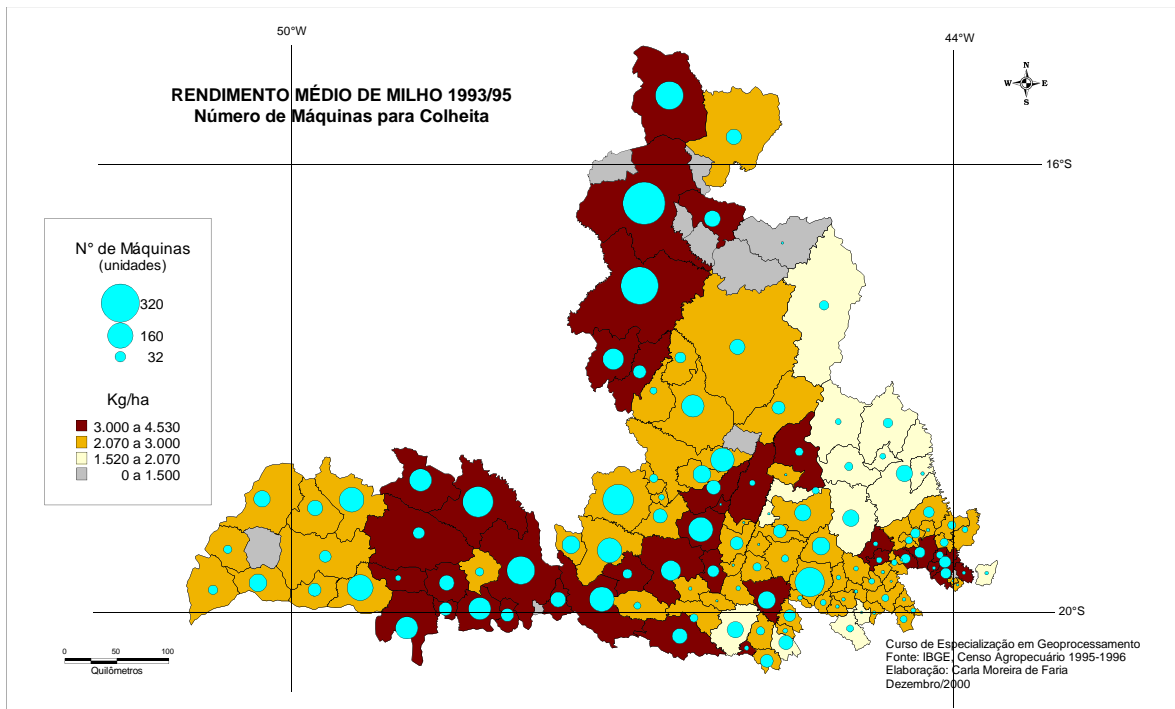 50°W
44°W
N
W E
S
RENDIMENTO MÉDIO DE MILHO 1993/95
Número de Máquinas para Colheita
16°S
N° de Máquinas
(unidades)
320
160
32
Kg/ha
3.000 a 4.530
2.070 a 3.000
1.520 a 2.070
0 a 1.500
20°S
0 50 100
Quilômetros
Curso de Especialização em Geoprocessamento
Fonte: IBGE, Censo Agropecuário 1995-1996
Elaboração: Carla Moreira de Faria
Dezembro/2000